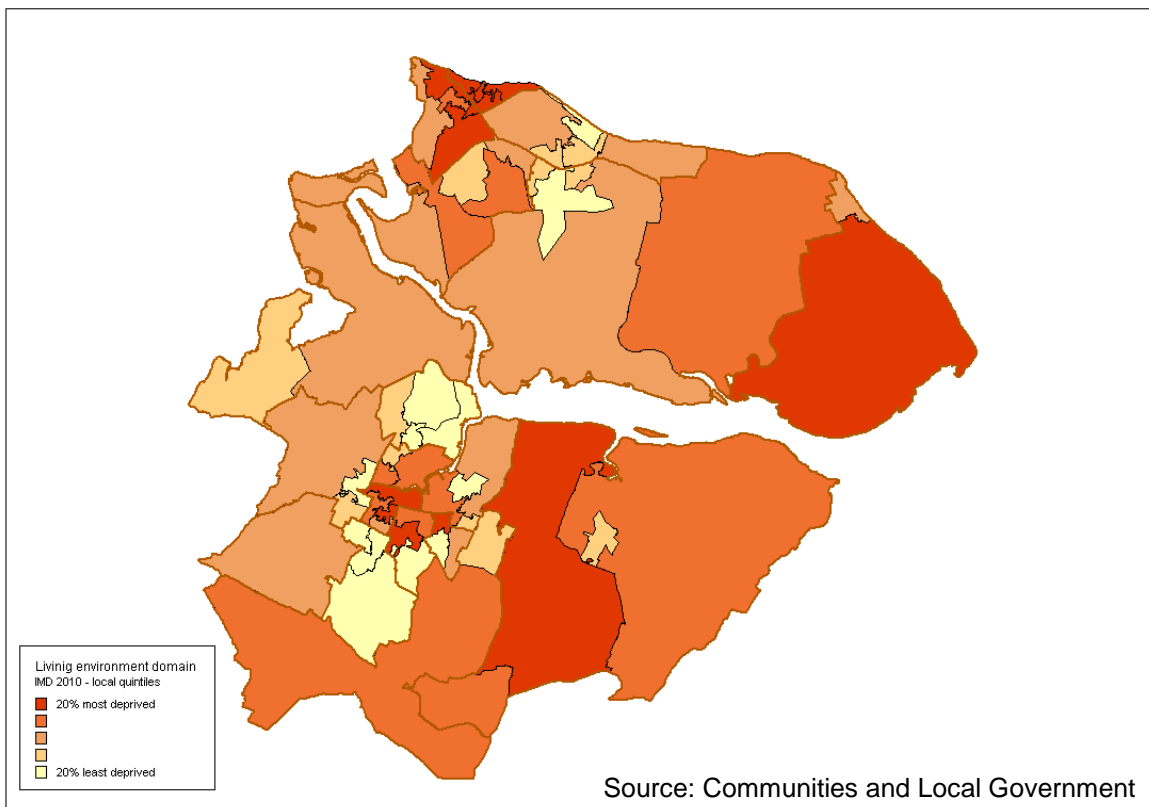 Livinig environment domain
IMD 2010 - local quintiles
20% most deprived
20% least deprived
Source: Communities and Local Government